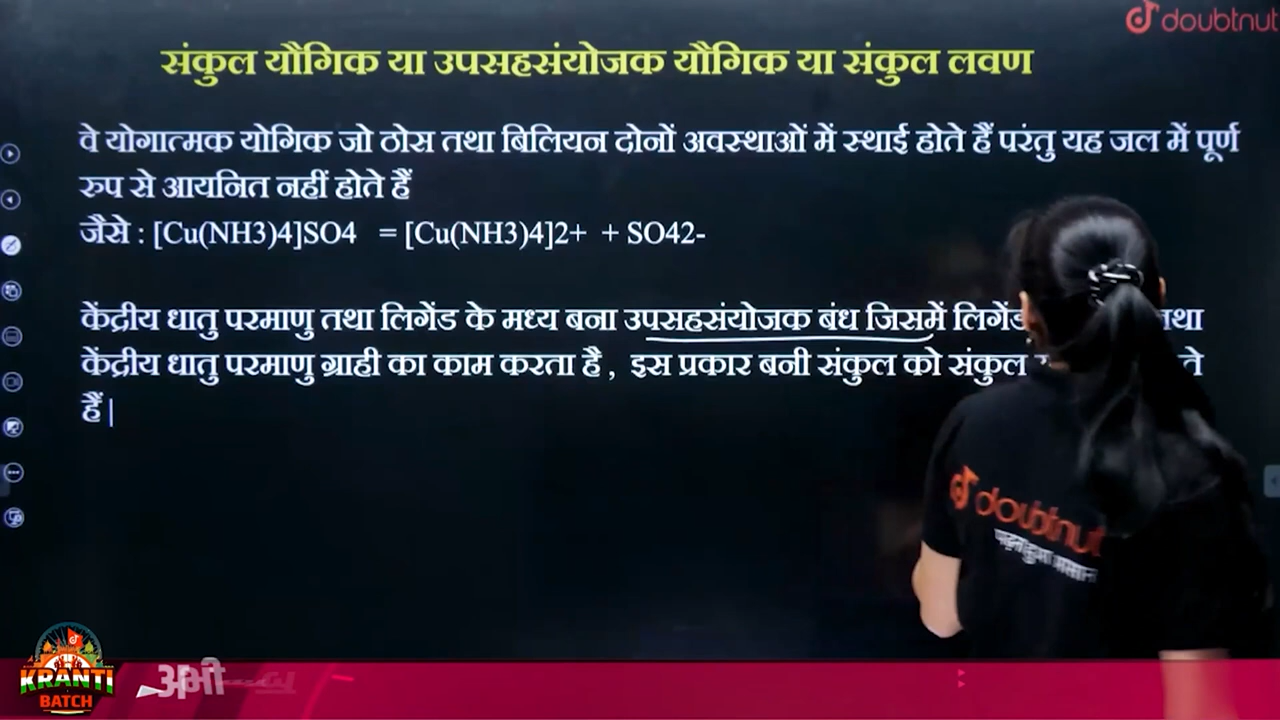 doubtnut
संकुल यौगिक या उपसहसंयोजक यौगिक या संकुल लवण
वे योगात्मक योगिक जो ठोस तथा बिलियन दोनों अवस्थाओं में स्थाई होते हैं परंतु यह जल में पूर्ण
रुप से आयनित नहीं होते हैं
जैसे : [Cu(NH3)4]SO4 = [Cu(NH3)4]2+ + SO42-
केंद्रीय धातु परमाणु तथा लिगेंड के मध्य बना उपसहसंयोजक बंध जिसमें
केंद्रीय धातु परमाणु ग्राही का काम करता है , इस प्रकार बनी संकुल को संकुल
हैं |
doubtnut
KRANTI
BATCH
अभी